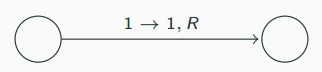 1 → 1, R